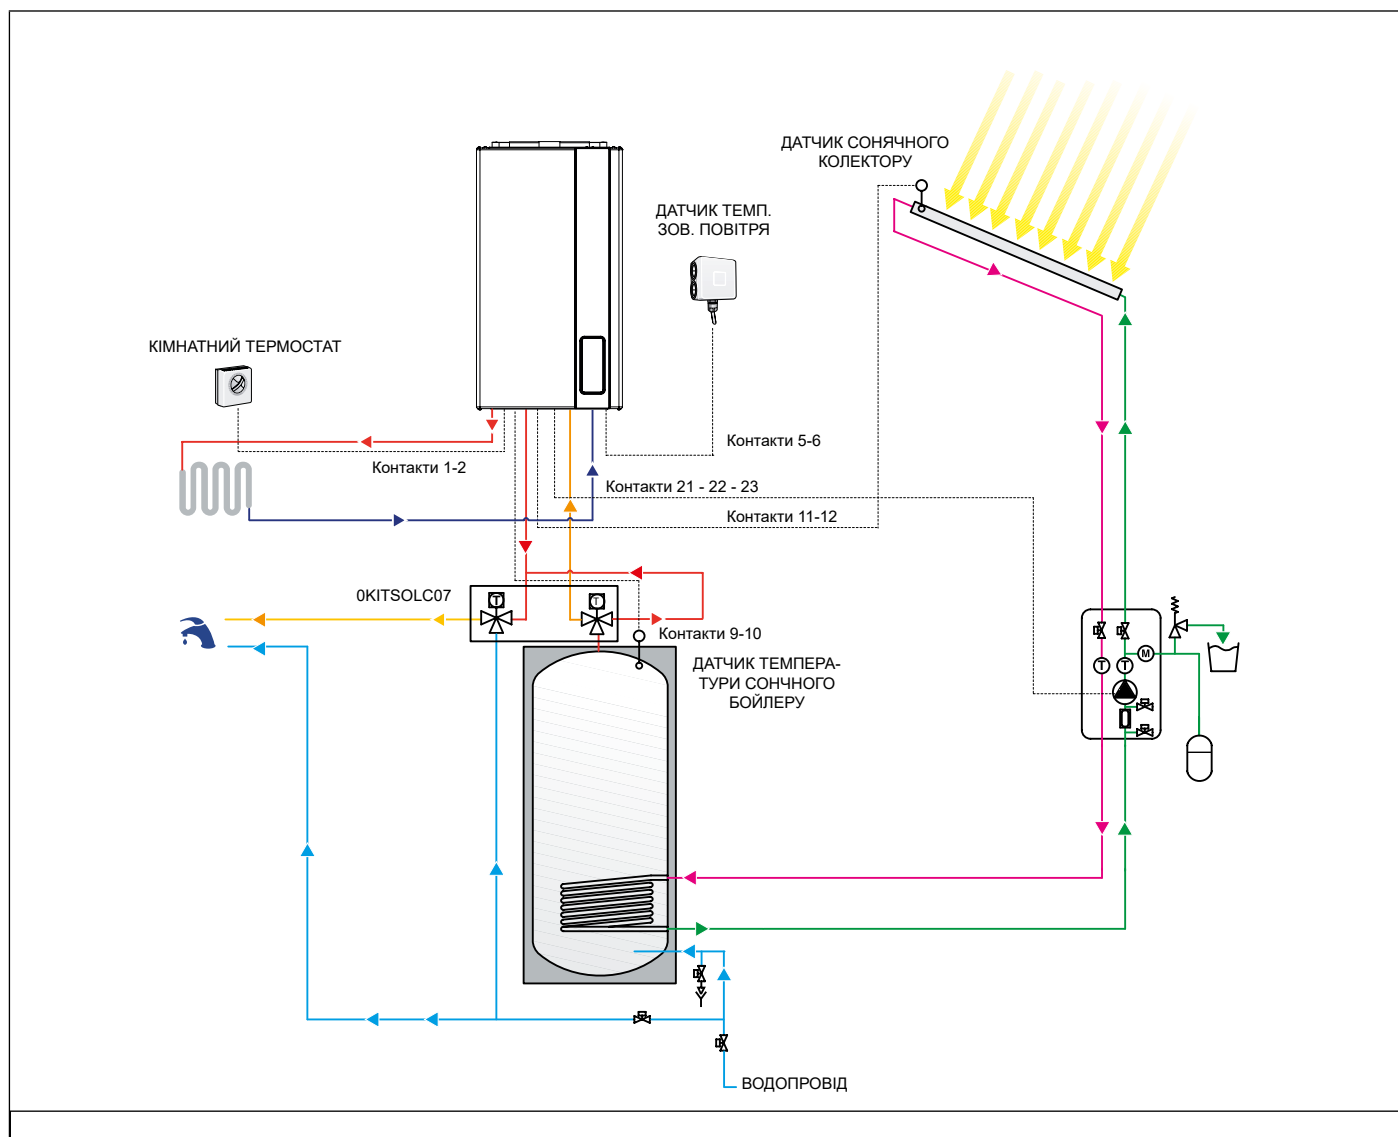 ДАТЧИК СОНЯЧНОГО
КОЛЕКТОРУ
ДАТЧИК ТЕМП.
ЗОВ. ПОВІТРЯ
КІМНАТНИЙ ТЕРМОСТАТ
Контакти 5-6
Контакти 1-2
Контакти 21 - 22 - 23
Контакти 11-12
0KITSOLC07
T
T
Контакти 9-10
ДАТЧИК ТЕМПЕРА-
ТУРИ СОНЧНОГО
БОЙЛЕРУ
M
T
T
ВОДОПРОВІД